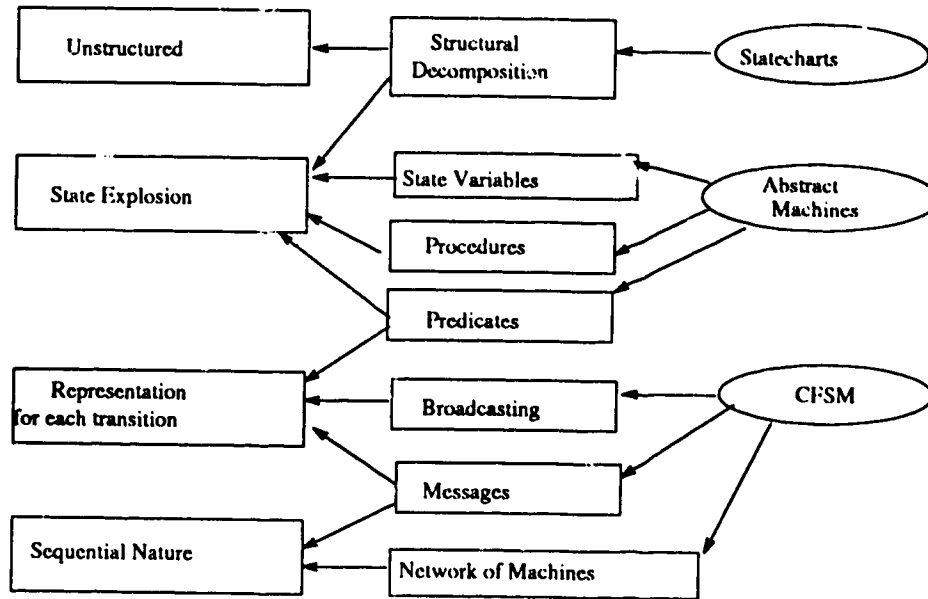 Unstructured
Structural
Decomposition
Statecharts
State Explosion
State Variables
Abstract
Machines
Procedures
Predicates
Representation
for each transition
Broadcasting
CFSM
Messages
Sequential Nature
Network of Machines